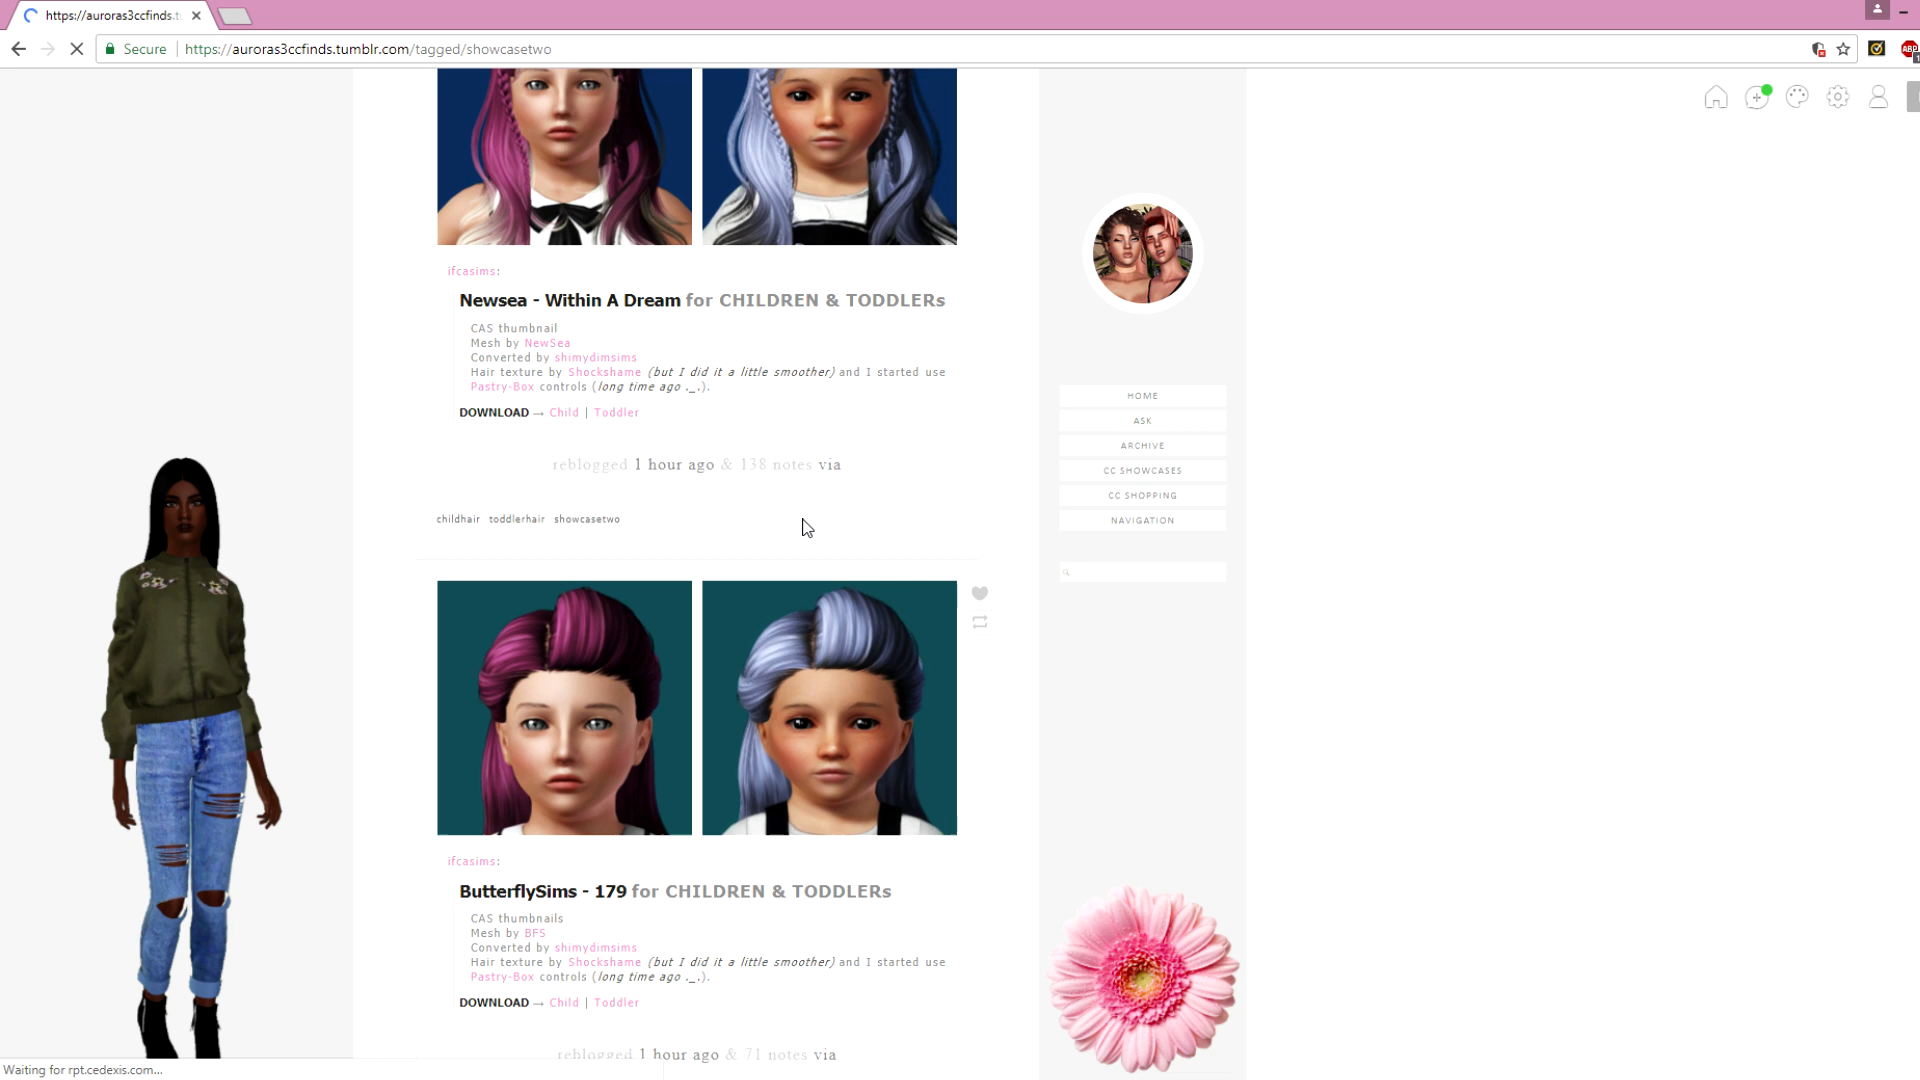 https://auroras3ccfinds.t
Secure
https://auroras3ccfinds.tumblr.com/tagged/showcasetwo
ABP
ifcasims:
Newsea - Within A Dream for CHILDREN & TODDLERs
CAS thumbnail
Mesh by NewSea
Converted by shimydimsims
Hair texture by Shockshame (but I did it a little smoother) and I started use
Pastry-Box controls (long time ago ._.).
DOWNLOAD → Child | Toddler
reblogged 1 hour ago & 138 notes via
childhair toddlerhair showcasetwo
ifcasims:
ButterflySims - 179 for CHILDREN & TODDLERs
CAS thumbnails
Mesh by BFS
Converted by shimydimsims
Hair texture by Shockshame (but I did it a little smoother) and I started use
Pastry-Box controls (long time ago ._.).
DOWNLOAD → Child | Toddler
reblogged 1 hour ago & 71 notes via
HOME
ASK
ARCHIVE
CC SHOWCASES
CC SHOPPING
NAVIGATION
Waiting for rpt.cedexis.com...